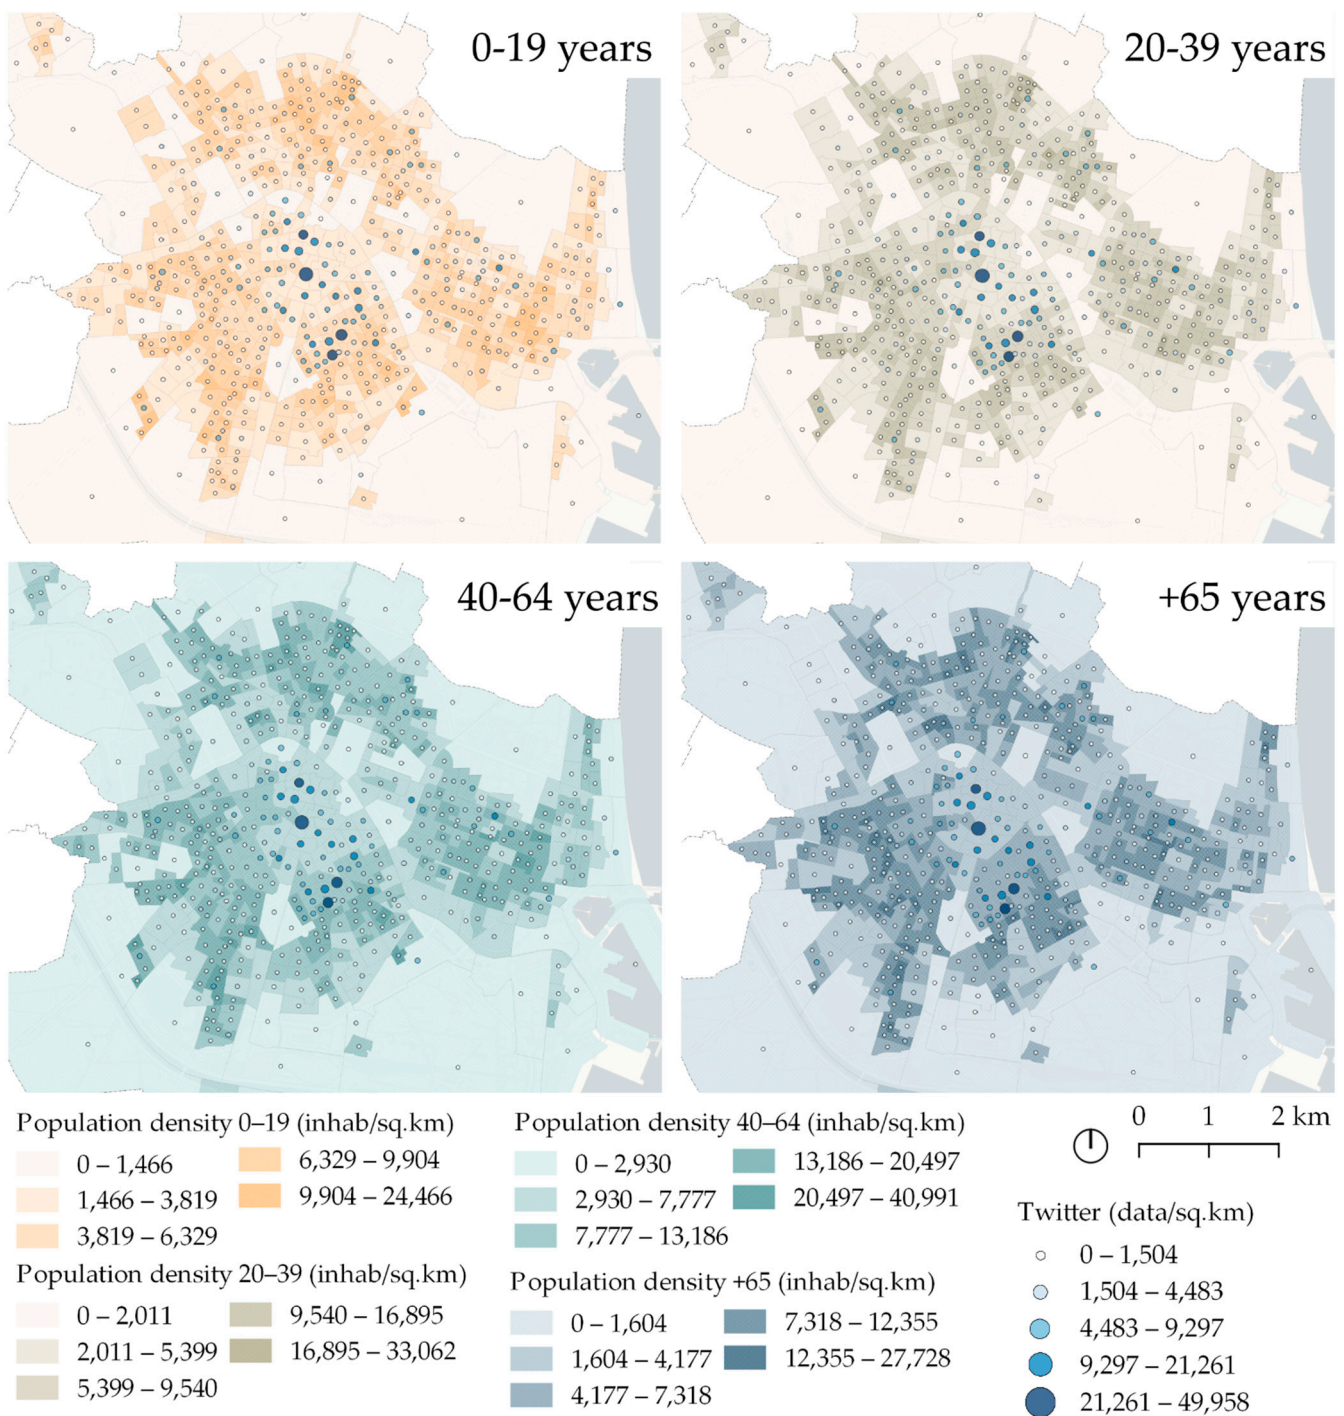 0-19 years
20-39 years
40-64 years
+65 years
Population density 0–19 (inhab/sq.km)
0 – 1,466
1,466 – 3,819
3,819 – 6,329
6,329 – 9,904
9,904 – 24,466
Population density 20–39 (inhab/sq.km)
0 – 2,011
2,011 – 5,399
5,399 – 9,540
9,540 – 16,895
16,895 – 33,062
Population density 40–64 (inhab/sq.km)
0 – 2,930
2,930 – 7,777
7,777 – 13,186
13,186 – 20,497
20,497 – 40,991
Population density +65 (inhab/sq.km)
0 – 1,604
1,604 – 4,177
4,177 – 7,318
7,318 – 12,355
12,355 – 27,728
0 1 2 km
Twitter (data/sq.km)
0 – 1,504
1,504 – 4,483
4,483 – 9,297
9,297 – 21,261
21,261 – 49,958